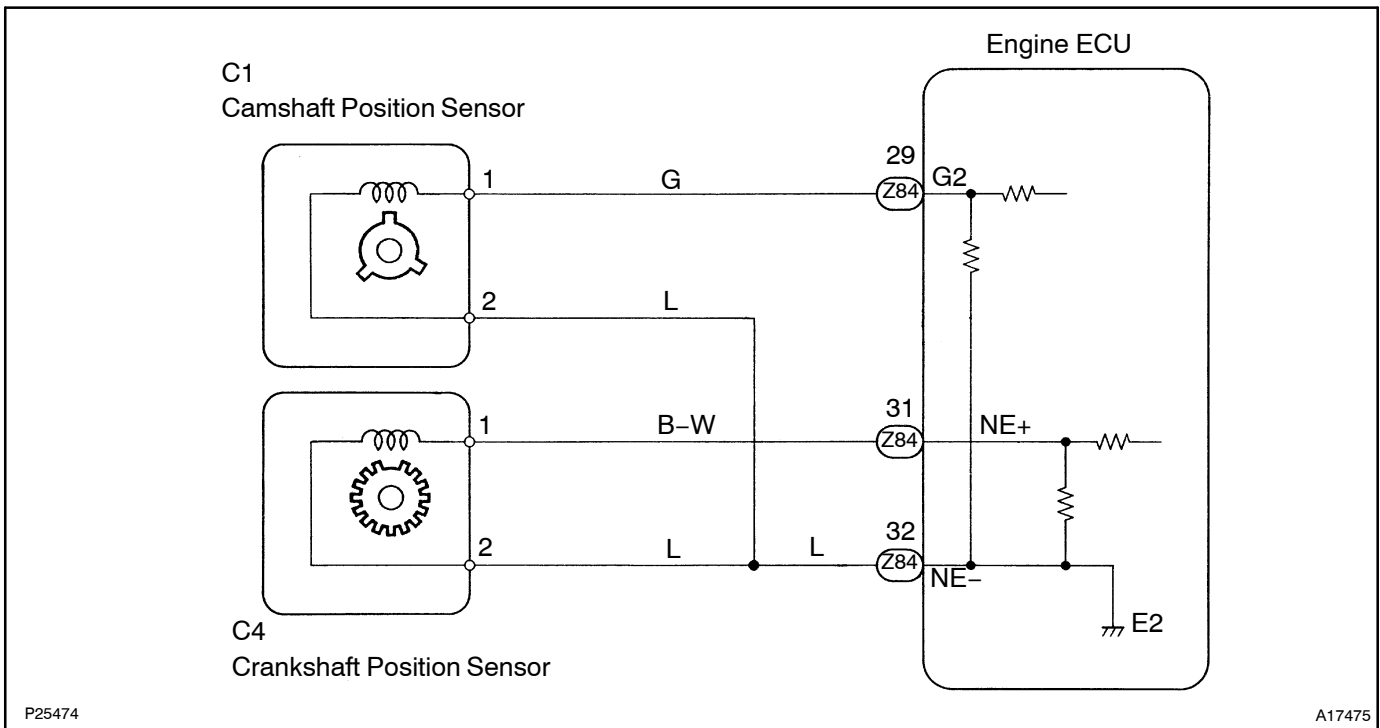 Engine ECU
C1
Camshaft Position Sensor
1
G
29
Z84
G2
2
L
1
B–W
31
Z84
NE+
2
L
L
32
Z84
NE–
E2
C4
Crankshaft Position Sensor
P25474
A17475